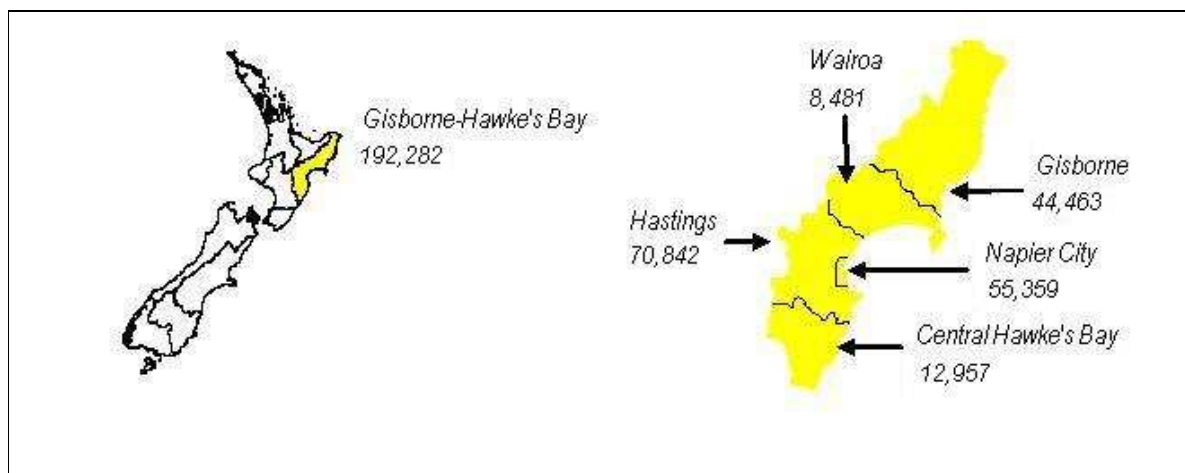 Gisborne-Hawke's Bay
192,282
Wairoa
8,481
Gisborne
44,463
Hastings
70,842
Napier City
55,359
Central Hawke's Bay
12,957